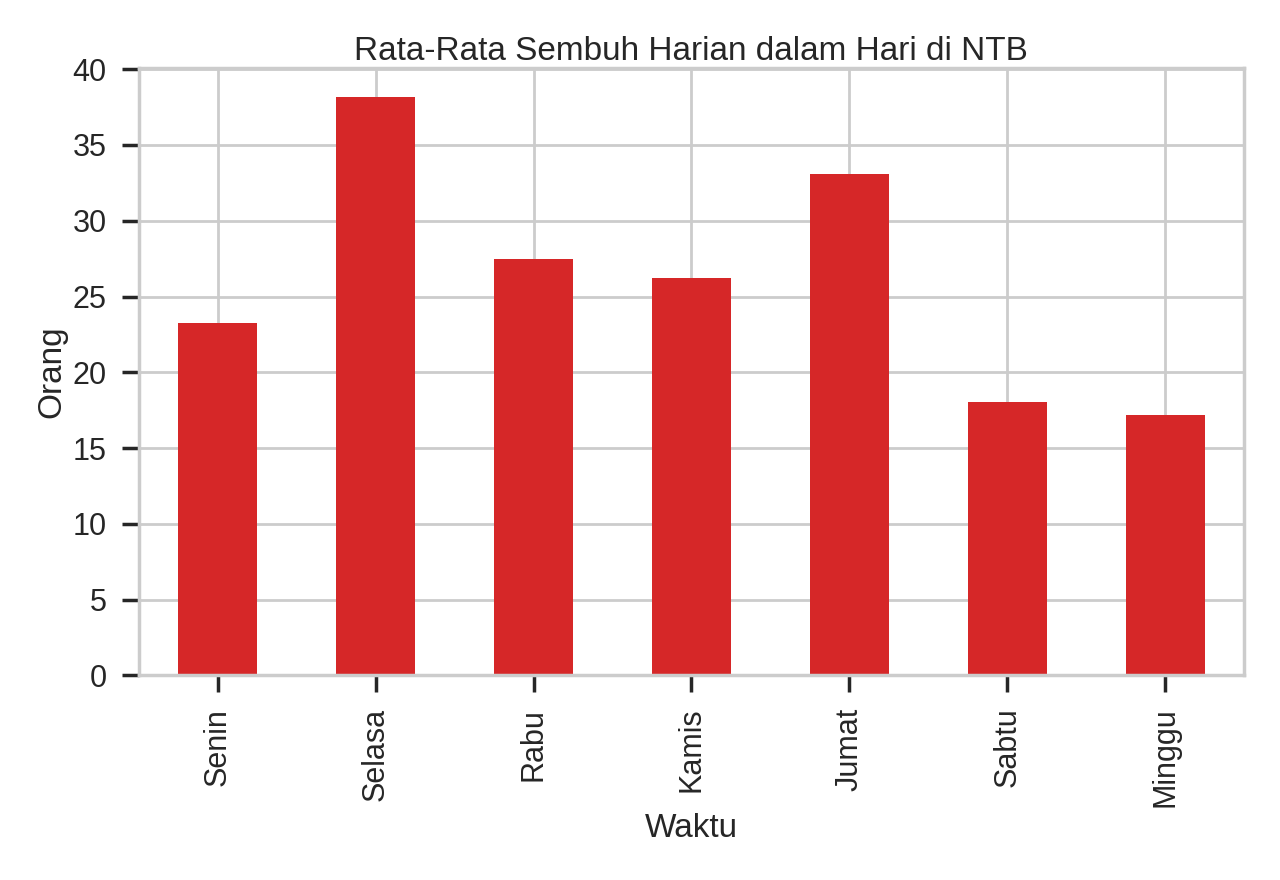 Rata-Rata Sembuh Harian dalam Hari di NTB
40
35
30
25
20
15
10
5
0
Orang
Senin
Selasa
Rabu
Kamis
Jumat
Sabtu
Minggu
Waktu